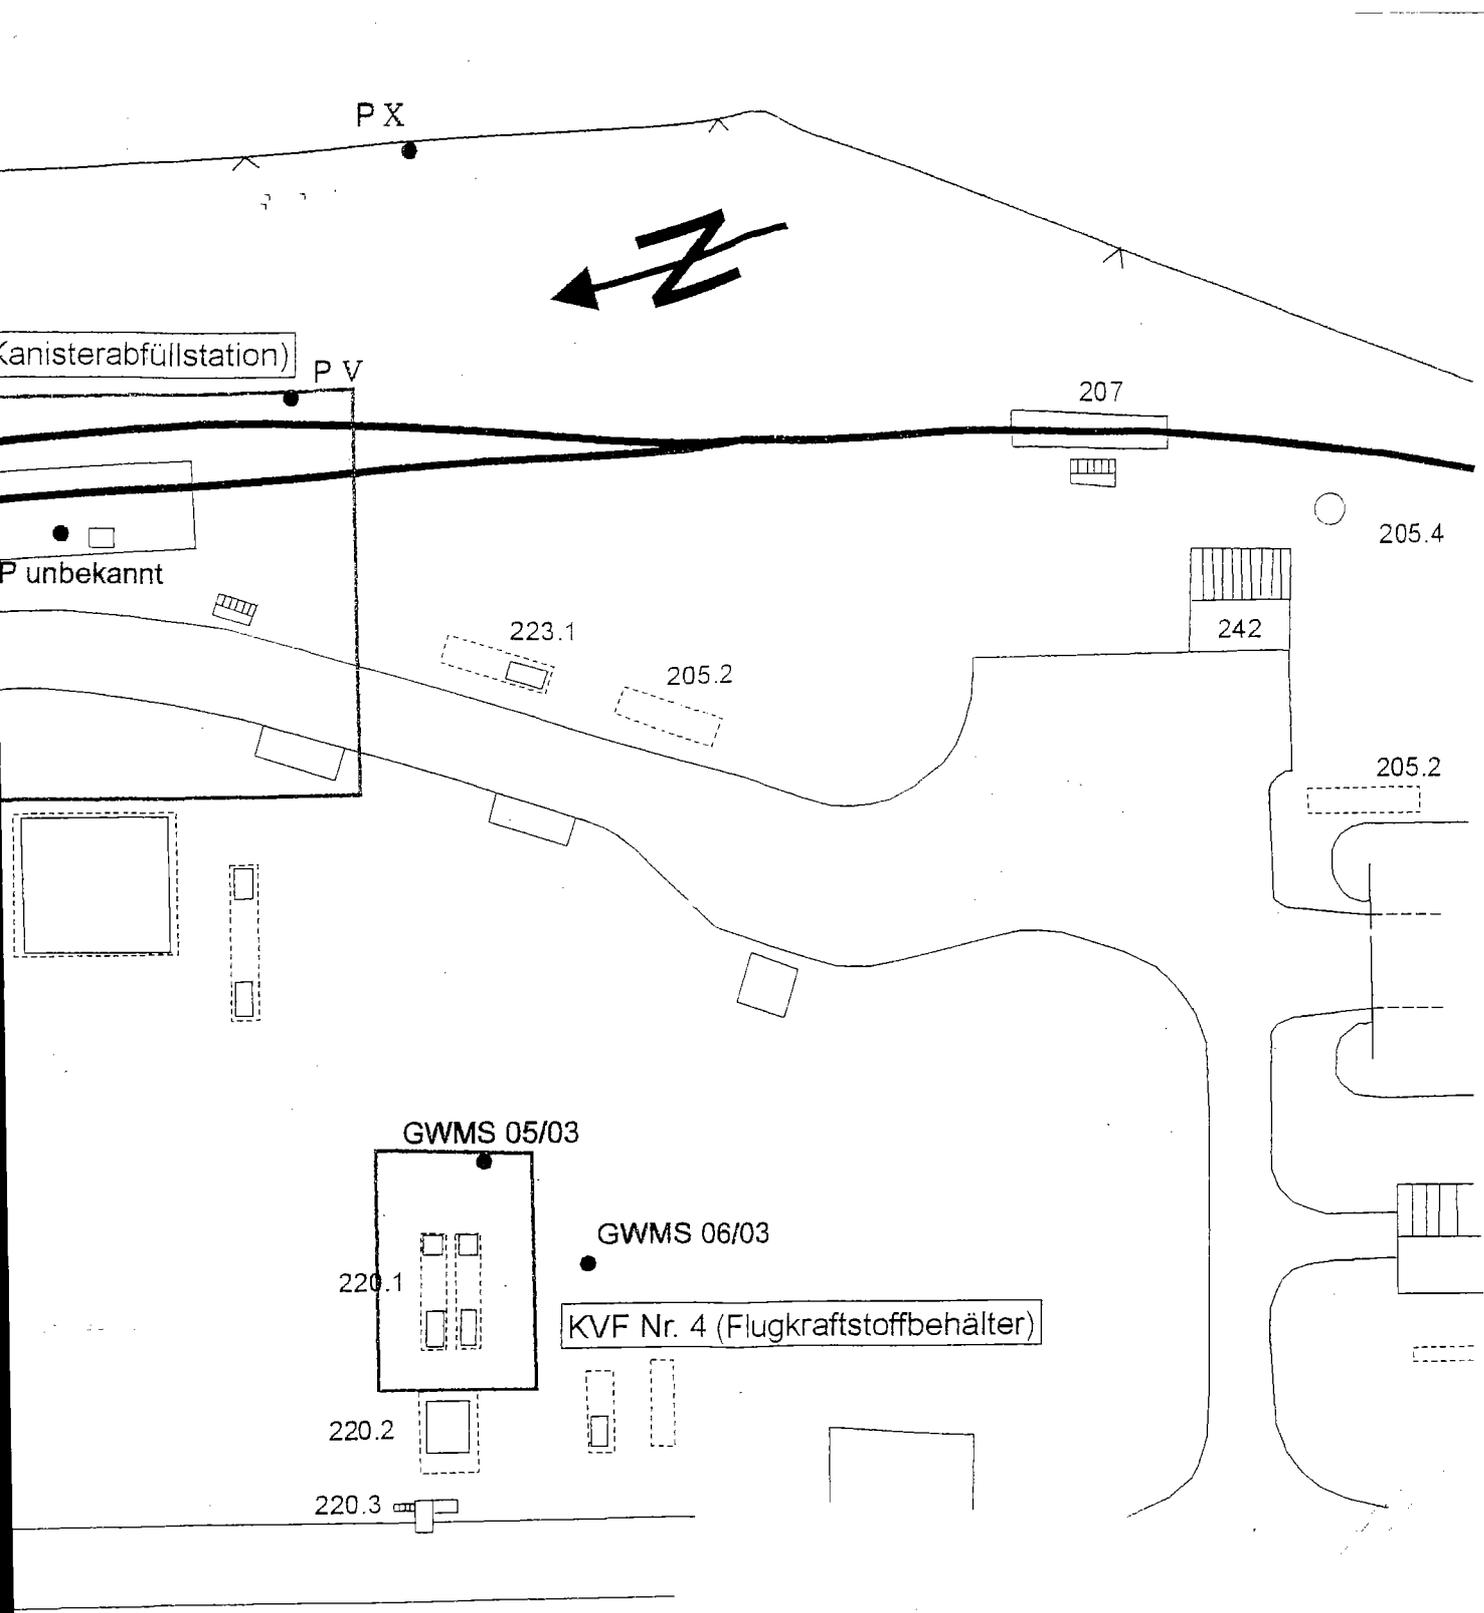 P X
N
Kanisterabfüllstation)
P V
207
205.4
P unbekannt
242
223.1
205.2
205.2
GWMS 05/03
GWMS 06/03
220.1
KVF Nr. 4 (Flugkraftstoffbehälter)
220.2
220.3